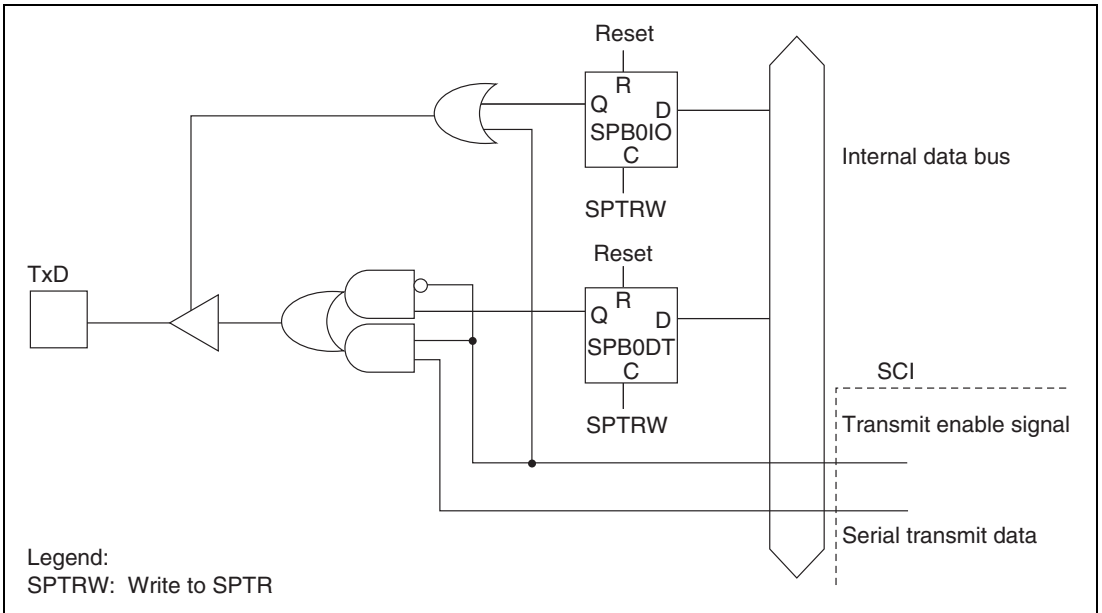 Reset
R
Q D
SPB0IO
C
SPTRW
Internal data bus
Reset
R
Q D
SPB0DT
C
SPTRW
TxD
SCI
Transmit enable signal
Serial transmit data
Legend:
SPTRW: Write to SPTR